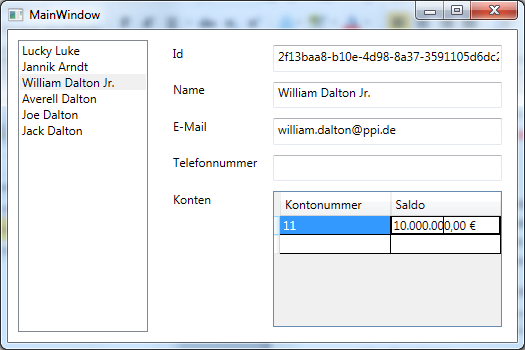 MainWindow
Lucky Luke
Jannik Arndt
William Dalton Jr.
Averell Dalton
Joe Dalton
Jack Dalton
Id
2f13baa8-b10e-4d98-8a37-3591105d6dc2
Name
William Dalton Jr.
E-Mail
william.dalton@ppi.de
Telefonnummer
Konten
Kontonummer Saldo
11 10.000.000,00 €